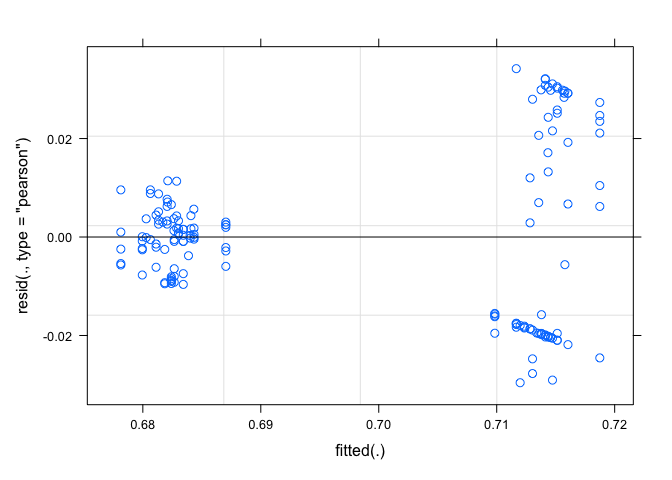 resid(., type = "pearson")
0.02
0.00
-0.02
0.68 0.69 0.70 0.71 0.72
fitted(.)